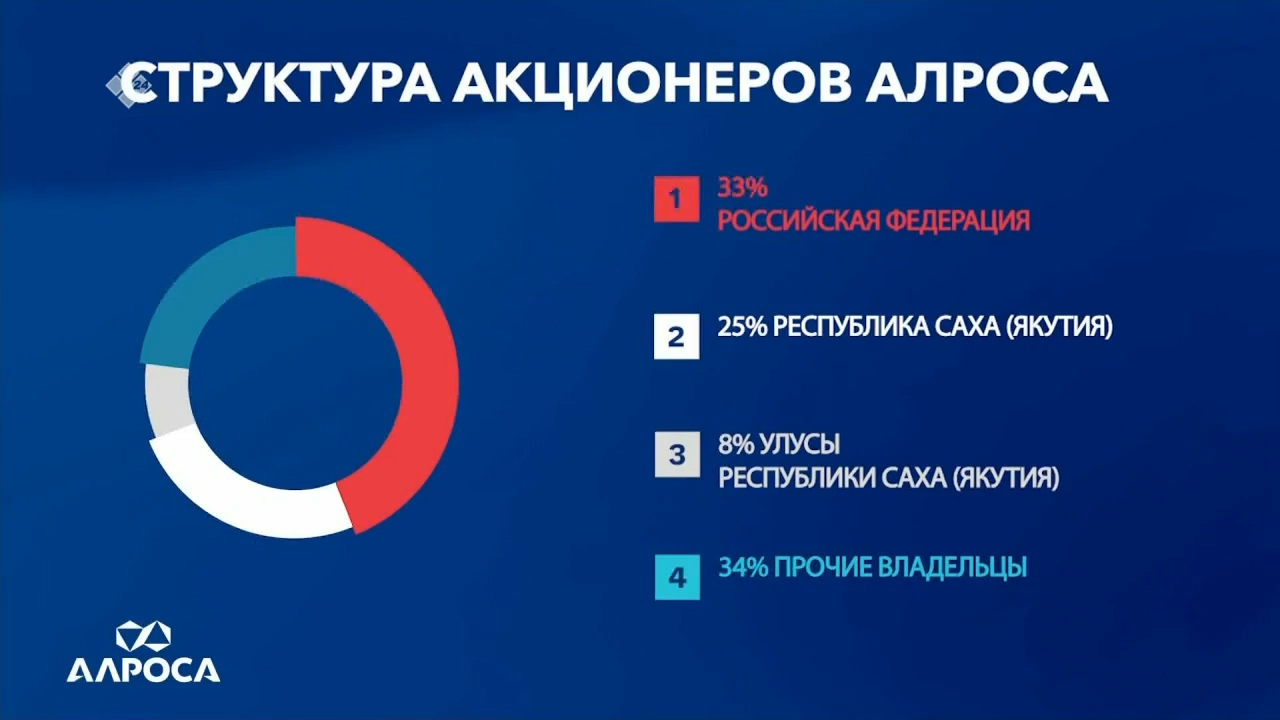 СТРУКТУРА АКЦИОНЕРОВ АЛРОСА
1
33%
РОССИЙСКАЯ ФЕДЕРАЦИЯ
2
25% РЕСПУБЛИКА САХА (ЯКУТИЯ)
3
8% УЛУСЫ
РЕСПУБЛИКИ САХА (ЯКУТИЯ)
4
34% ПРОЧИЕ ВЛАДЕЛЬЦЫ
АЛРОСА